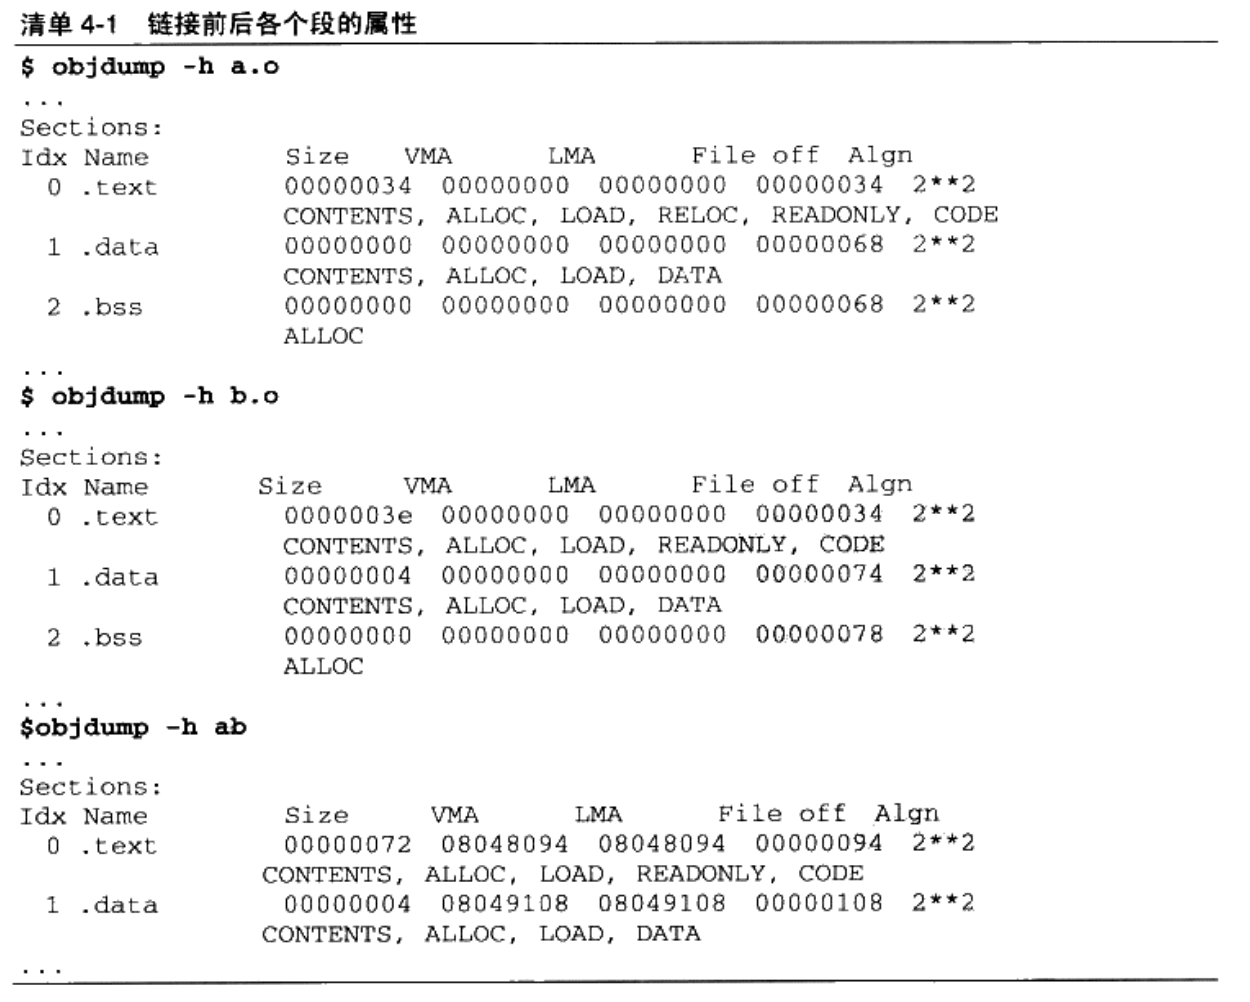 清单 4-1 链接前后各个段的属性
$ objdump -h a.o
...
Sections:
Idx Name Size VMA LMA File off Algn
0 .text 00000034 00000000 00000000 00000034 2**2
CONTENTS, ALLOC, LOAD, RELOC, READONLY, CODE
1 .data 00000000 00000000 00000000 00000068 2**2
CONTENTS, ALLOC, LOAD, DATA
2 .bss 00000000 00000000 00000000 00000068 2**2
ALLOC
...
$ objdump -h b.o
...
Sections:
Idx Name Size VMA LMA File off Algn
0 .text 0000003e 00000000 00000000 00000034 2**2
CONTENTS, ALLOC, LOAD, READONLY, CODE
1 .data 00000004 00000000 00000000 00000074 2**2
CONTENTS, ALLOC, LOAD, DATA
2 .bss 00000000 00000000 00000000 00000078 2**2
ALLOC
...
$objdump -h ab
...
Sections:
Idx Name Size VMA LMA File off Algn
0 .text 00000072 08048094 08048094 00000094 2**2
CONTENTS, ALLOC, LOAD, READONLY, CODE
1 .data 00000004 08049108 08049108 00000108 2**2
CONTENTS, ALLOC, LOAD, DATA
...